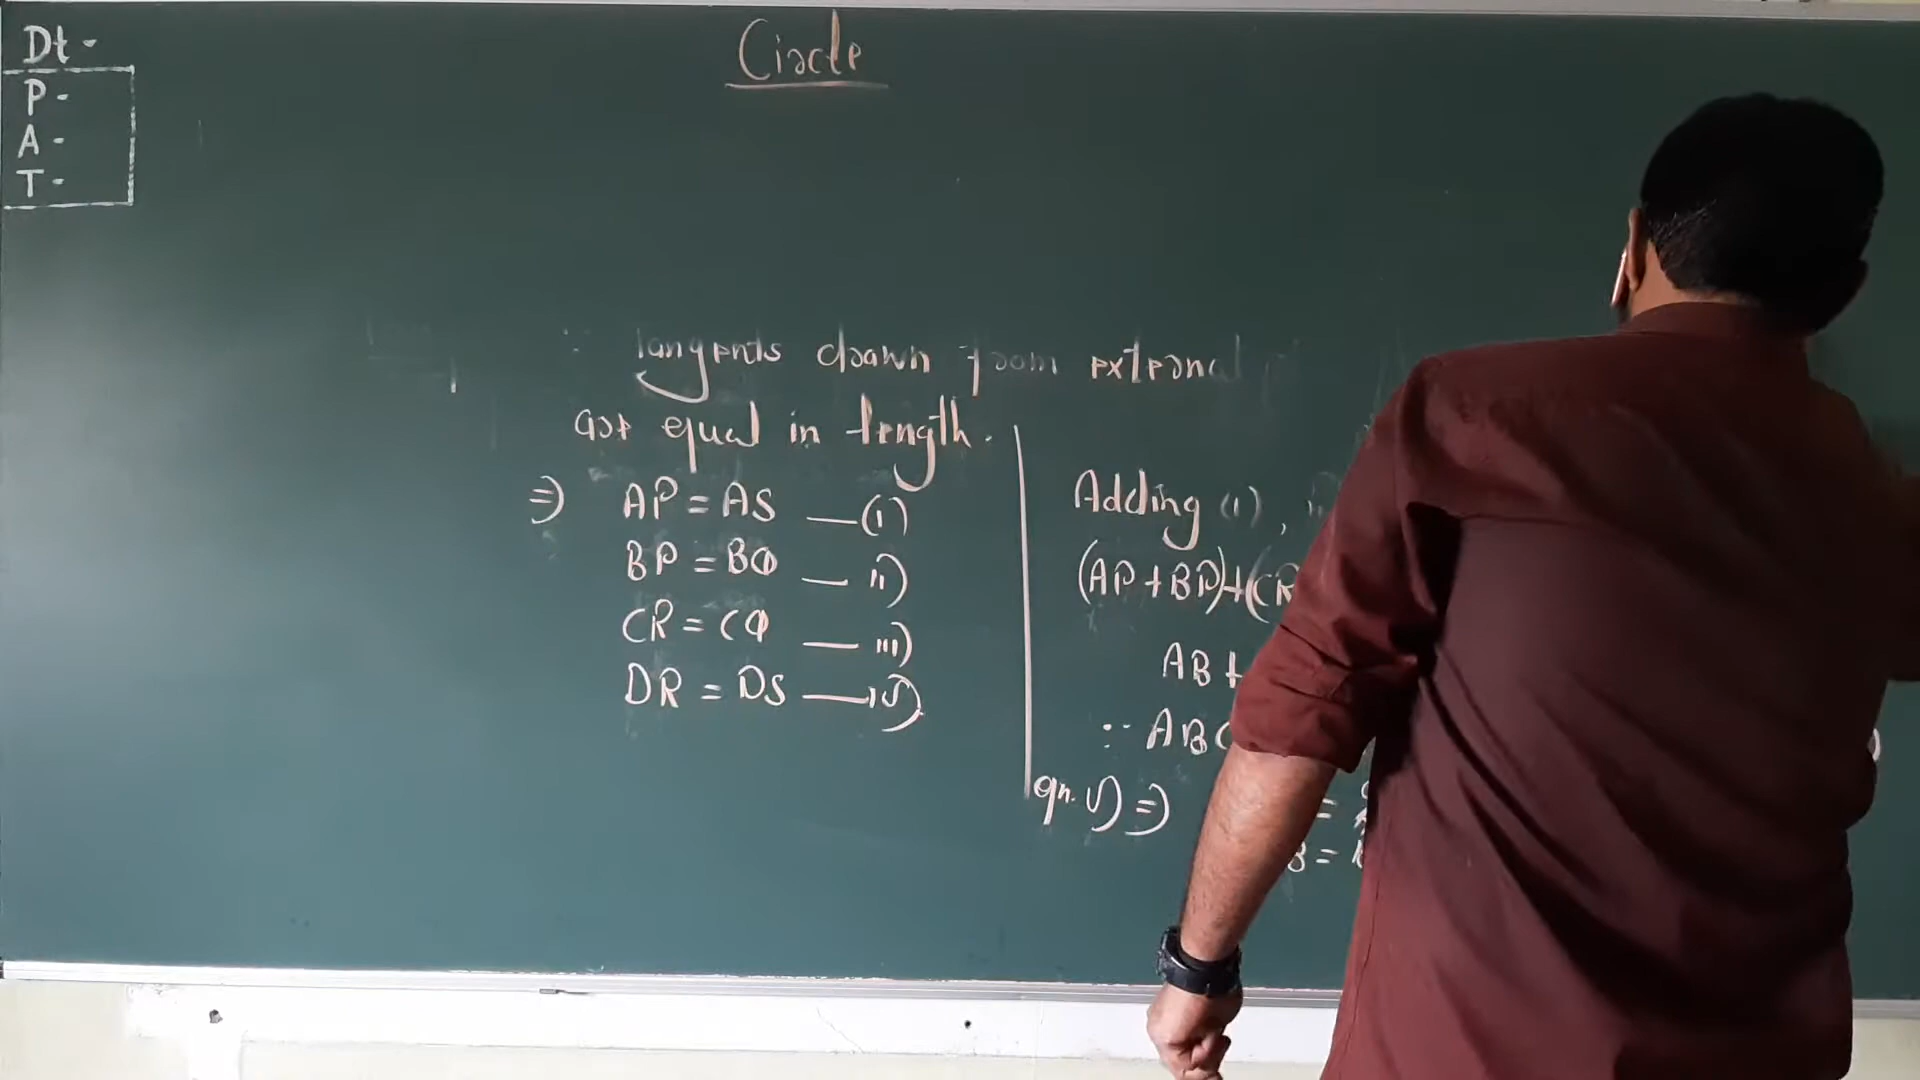 Dt -
P -
A -
T -
Circle
∵ Tangents drawn from external
are equal in length.
⇒ AP = AS — (i)
BP = BQ — ii)
CR = CQ — iii)
DR = DS — iv)
Adding (i), ii
(AP + BP) + (CR
AB +
∵ ABC
qn. v) ⇒
=
B =